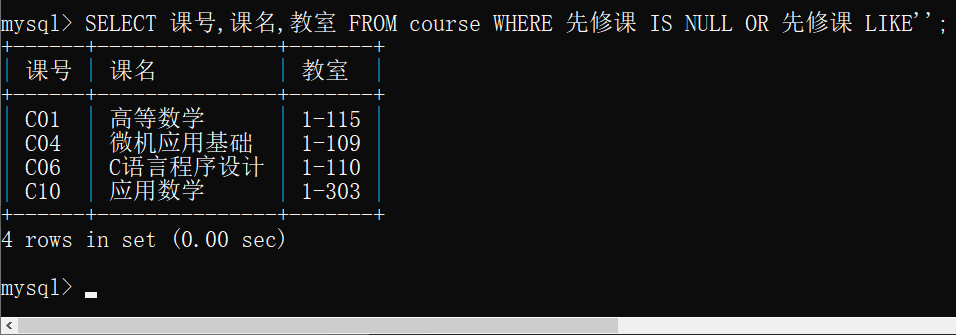 mysql> SELECT 课号,课名,教室 FROM course WHERE 先修课 IS NULL OR 先修课 LIKE'';
+------+---------------+-------+
| 课号 | 课名          | 教室  |
+------+---------------+-------+
| C01  | 高等数学      | 1-115 |
| C04  | 微机应用基础  | 1-109 |
| C06  | C语言程序设计 | 1-110 |
| C10  | 应用数学      | 1-303 |
+------+---------------+-------+
4 rows in set (0.00 sec)
mysql>